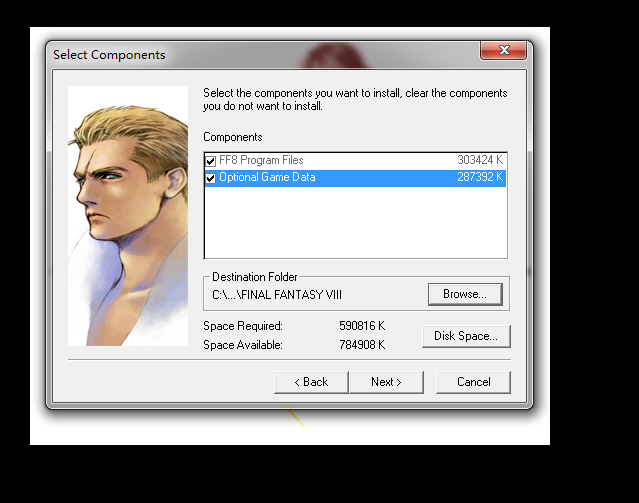 Select Components
Select the components you want to install, clear the components
you do not want to install.
Components
FF8 Program Files 303424 K
Optional Game Data 287392 K
Destination Folder
C:\...\FINAL FANTASY VIII
Browse...
Space Required: 590816 K
Space Available: 784908 K
Disk Space...
< Back Next > Cancel